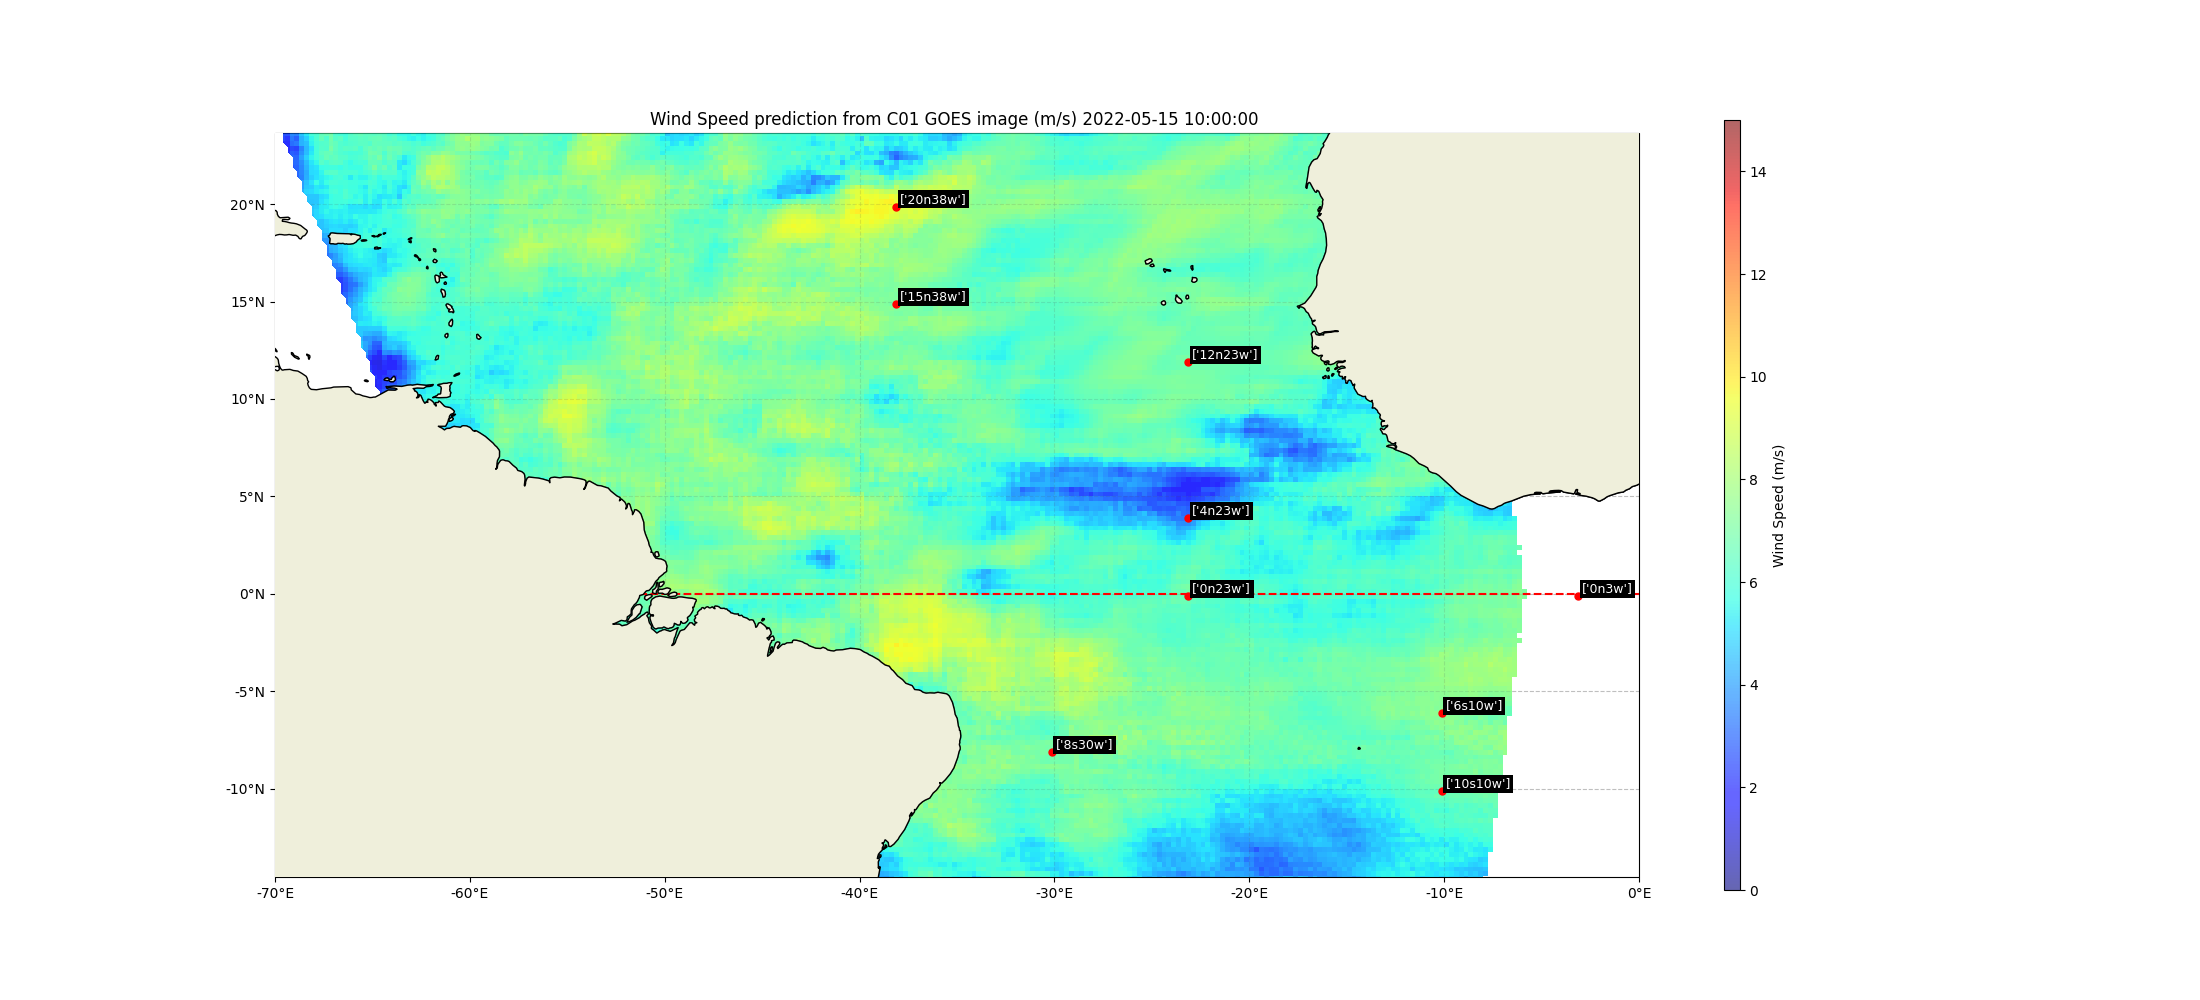 Wind Speed prediction from C01 GOES image (m/s) 2022-05-15 10:00:00
14
20°N
['20n38w']
12
15°N
['15n38w']
['12n23w']
10
10°N
8
5°N
['4n23w']
Wind Speed (m/s)
6
0°N
['0n23w']
['0n3w']
4
-5°N
['6s10w']
['8s30w']
2
-10°N
['10s10w']
0
-70°E
-60°E
-50°E
-40°E
-30°E
-20°E
-10°E
0°E